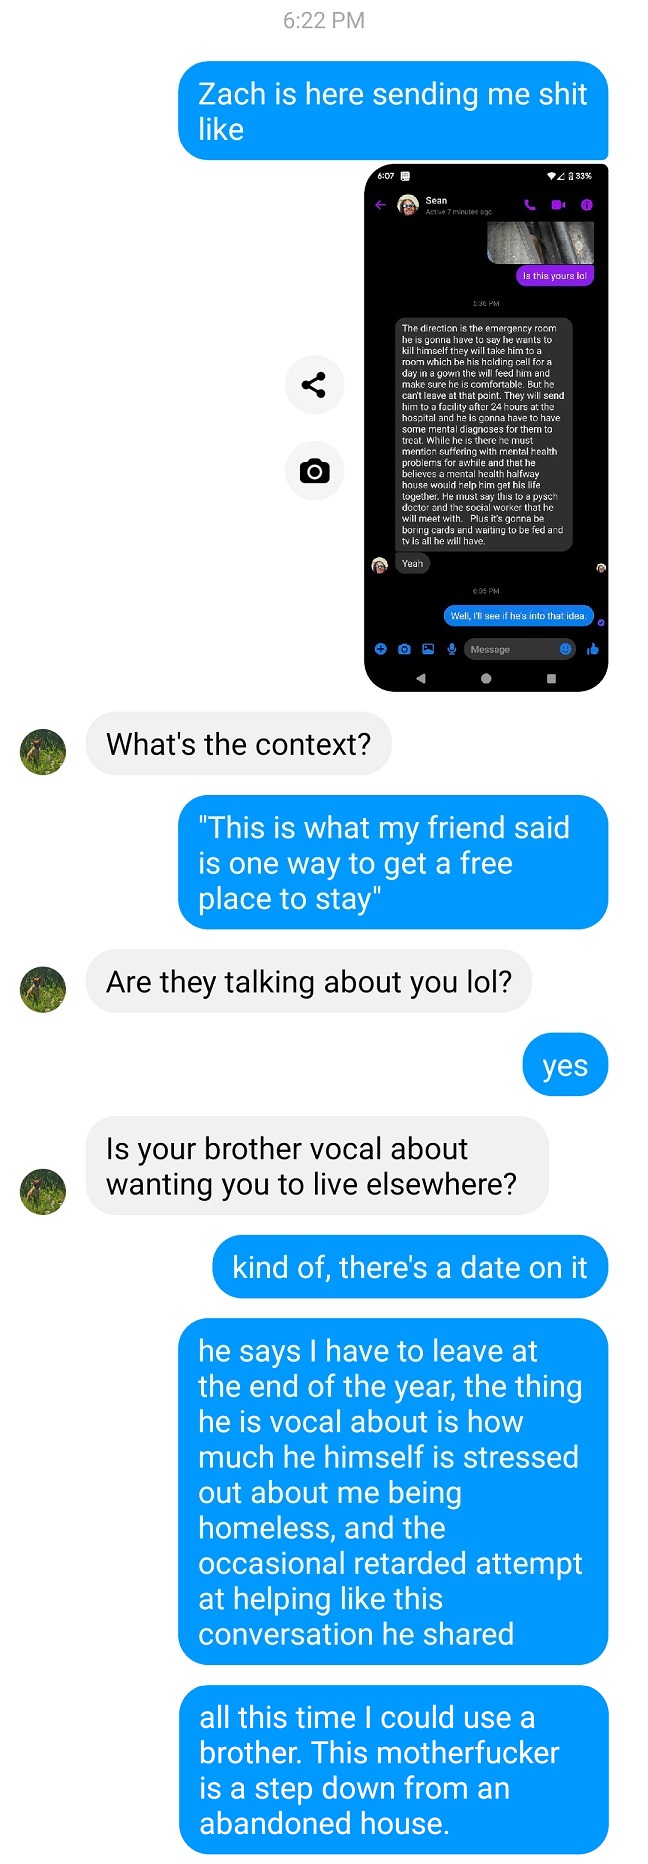 6:22 PM
Zach is here sending me shit
like
6:07
33%
Sean
Active 7 minutes ago
Is this yours lol
5:36 PM
The direction is the emergency room
he is gonna have to say he wants to
kill himself they will take him to a
room which be his holding cell for a
day in a gown the will feed him and
make sure he is comfortable. But he
can't leave at that point. They will send
him to a facility after 24 hours at the
hospital and he is gonna have to have
some mental diagnoses for them to
treat. While he is there he must
mention suffering with mental health
problems for awhile and that he
believes a mental health halfway
house would help him get his life
together. He must say this to a pysch
doctor and the social worker that he
will meet with. Plus it's gonna be
boring cards and waiting to be fed and
tv is all he will have.
Yeah
6:05 PM
Well, I'll see if he's into that idea.
Message
What's the context?
"This is what my friend said
is one way to get a free
place to stay"
Are they talking about you lol?
yes
Is your brother vocal about
wanting you to live elsewhere?
kind of, there's a date on it
he says I have to leave at
the end of the year, the thing
he is vocal about is how
much he himself is stressed
out about me being
homeless, and the
occasional retarded attempt
at helping like this
conversation he shared
all this time I could use a
brother. This motherfucker
is a step down from an
abandoned house.